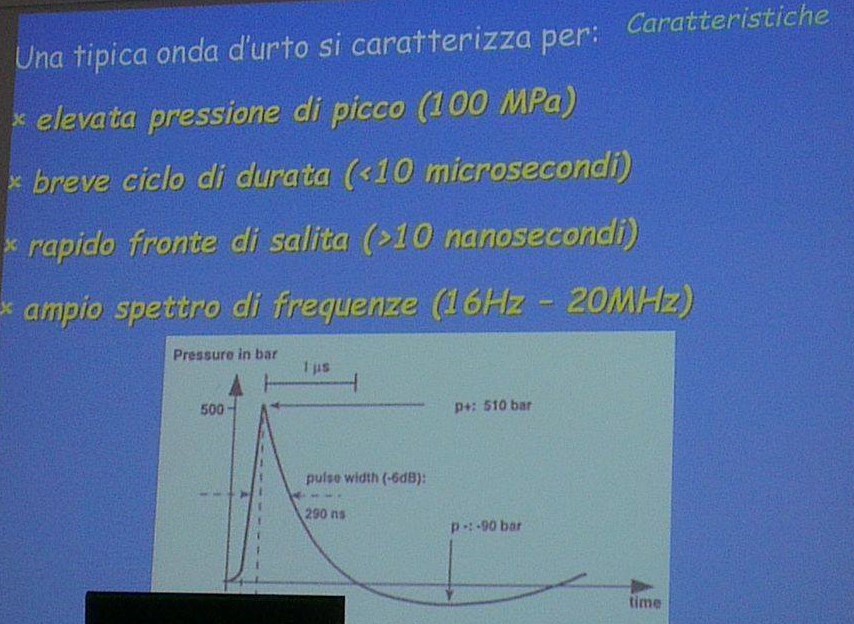 Caratteristiche
Una tipica onda d'urto si caratterizza per:
× elevata pressione di picco (100 MPa)
× breve ciclo di durata (<10 microsecondi)
× rapido fronte di salita (>10 nanosecondi)
× ampio spettro di frequenze (16Hz - 20MHz)
Pressure in bar
1 µs
500
p+: 510 bar
pulse width (-6dB):
290 ns
p -: -90 bar
time